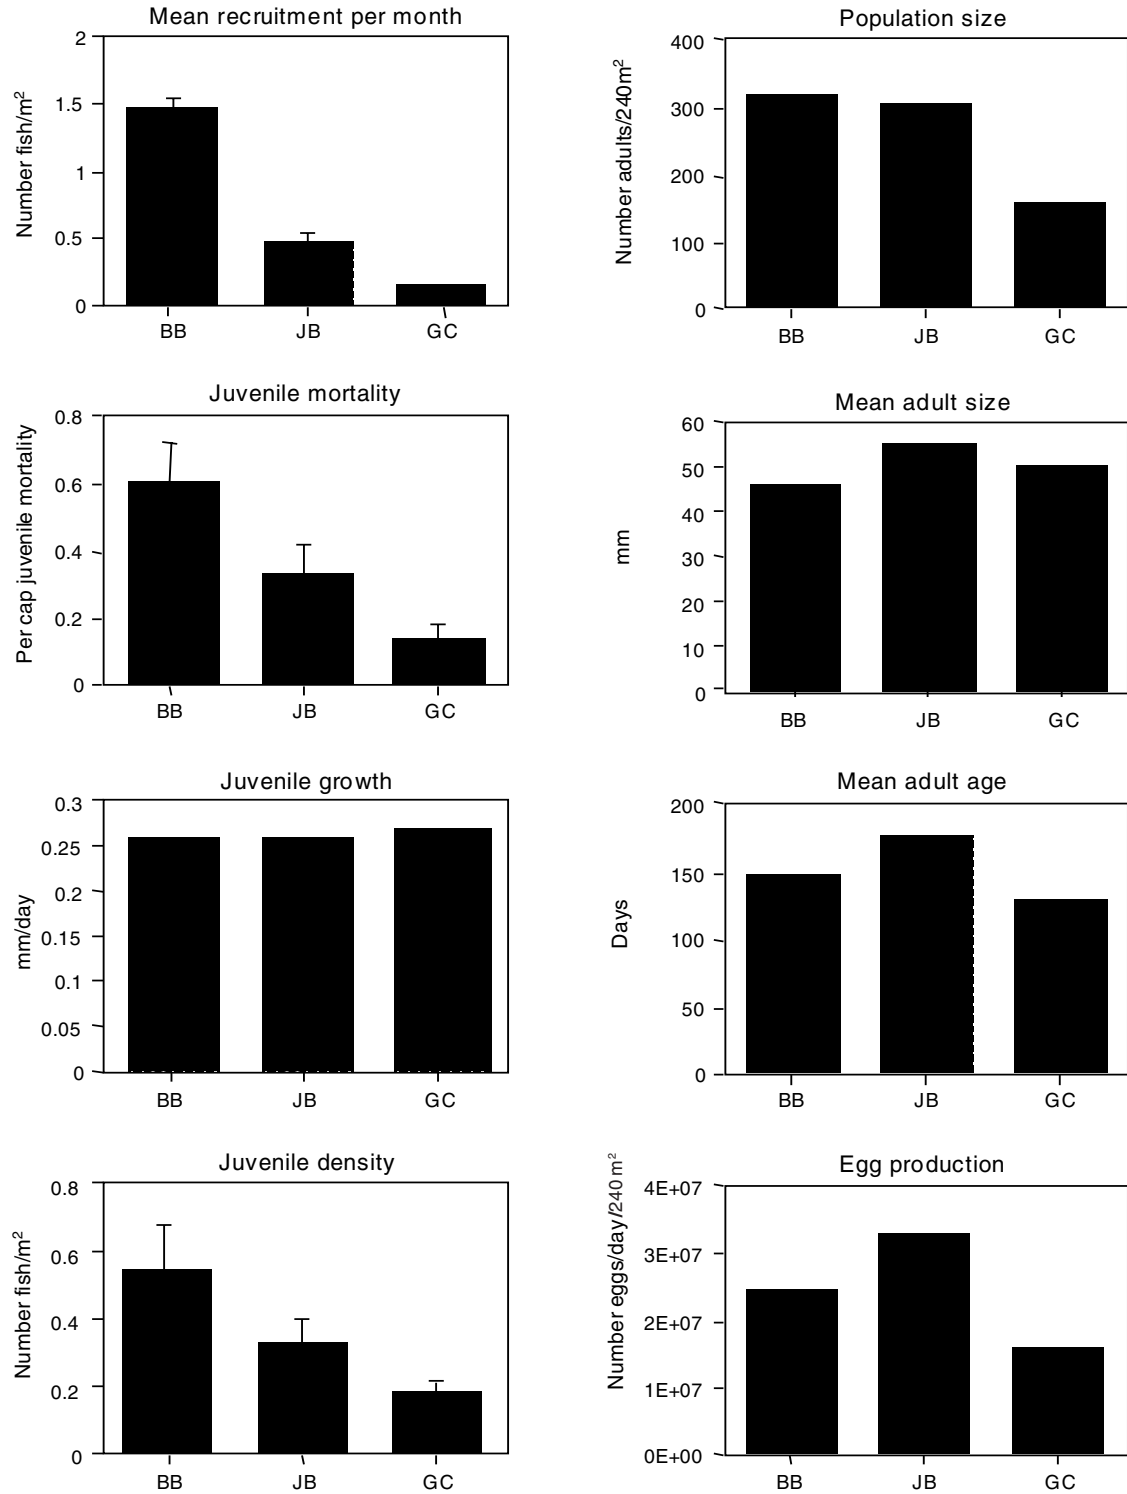 Mean recruitment per month
Number fish/m²
2
1.5
1
0.5
0
BB JB GC
Population size
Number adults/240m²
400
300
200
100
0
BB JB GC
Juvenile mortality
Per cap juvenile mortality
0.8
0.6
0.4
0.2
0
BB JB GC
Mean adult size
mm
60
50
40
30
20
10
0
BB JB GC
Juvenile growth
mm/day
0.3
0.25
0.2
0.15
0.1
0.05
0
BB JB GC
Mean adult age
Days
200
150
100
50
0
BB JB GC
Juvenile density
Number fish/m²
0.8
0.6
0.4
0.2
0
BB JB GC
Egg production
Number eggs/day/240m²
4E+07
3E+07
2E+07
1E+07
0E+00
BB JB GC